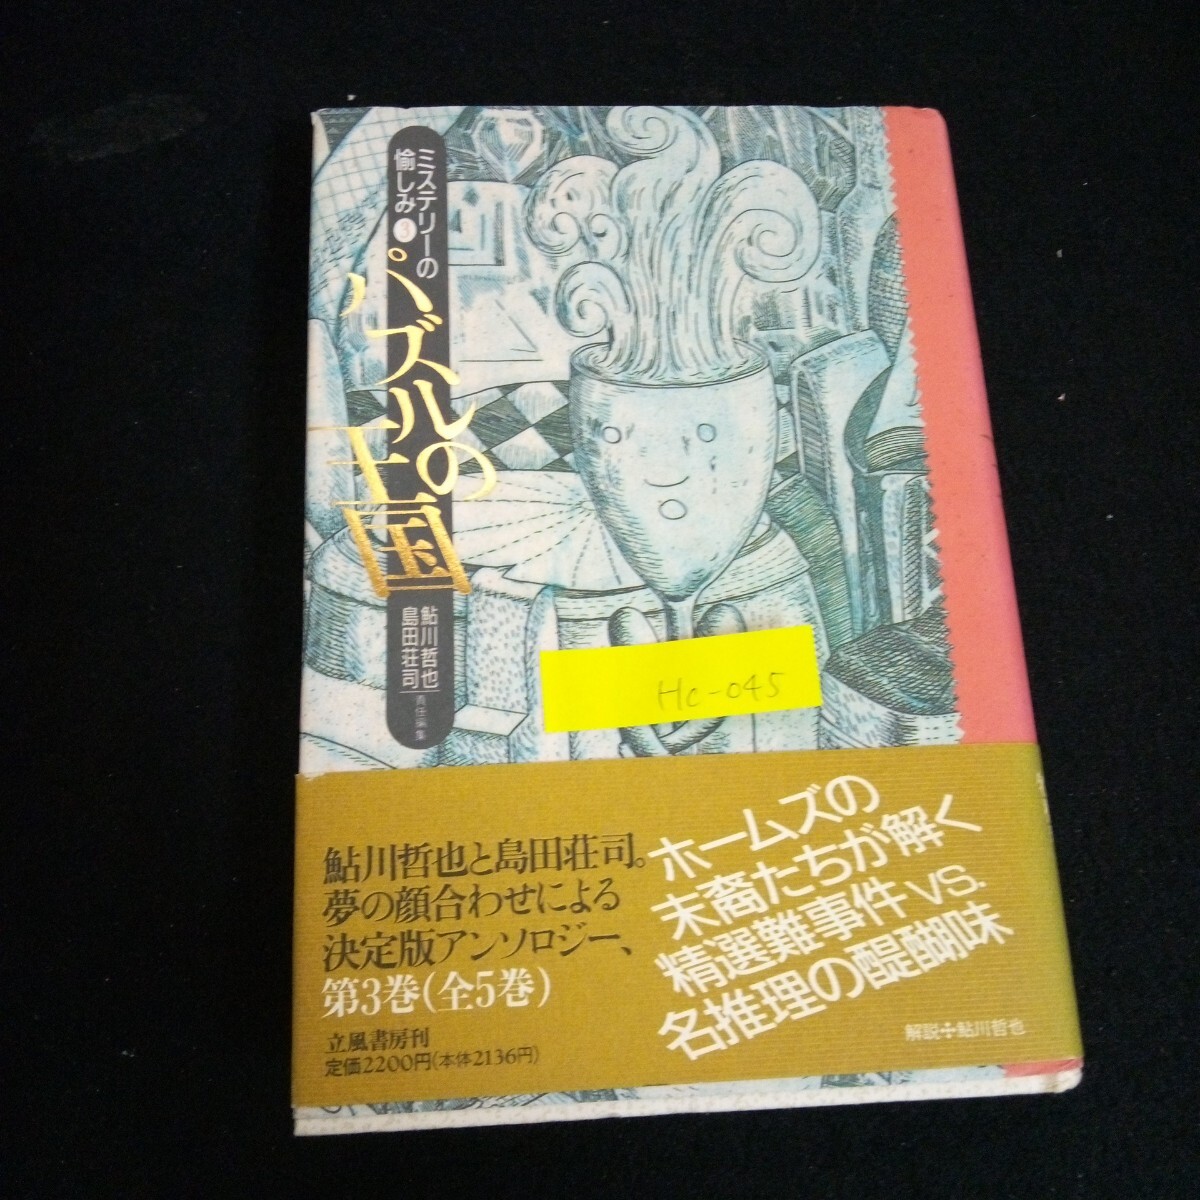 ミステリーの
愉しみ3
パズルの
王国
鮎川哲也
島田荘司
責任編集
Hc-045
ホームズの
末裔たちが解く
精選難事件 vs.
名推理の醍醐味
鮎川哲也と島田荘司。
夢の顔合わせによる
決定版アンソロジー、
第3巻(全5巻)
立風書房刊
定価2200円(本体2136円)
解説✢鮎川哲也